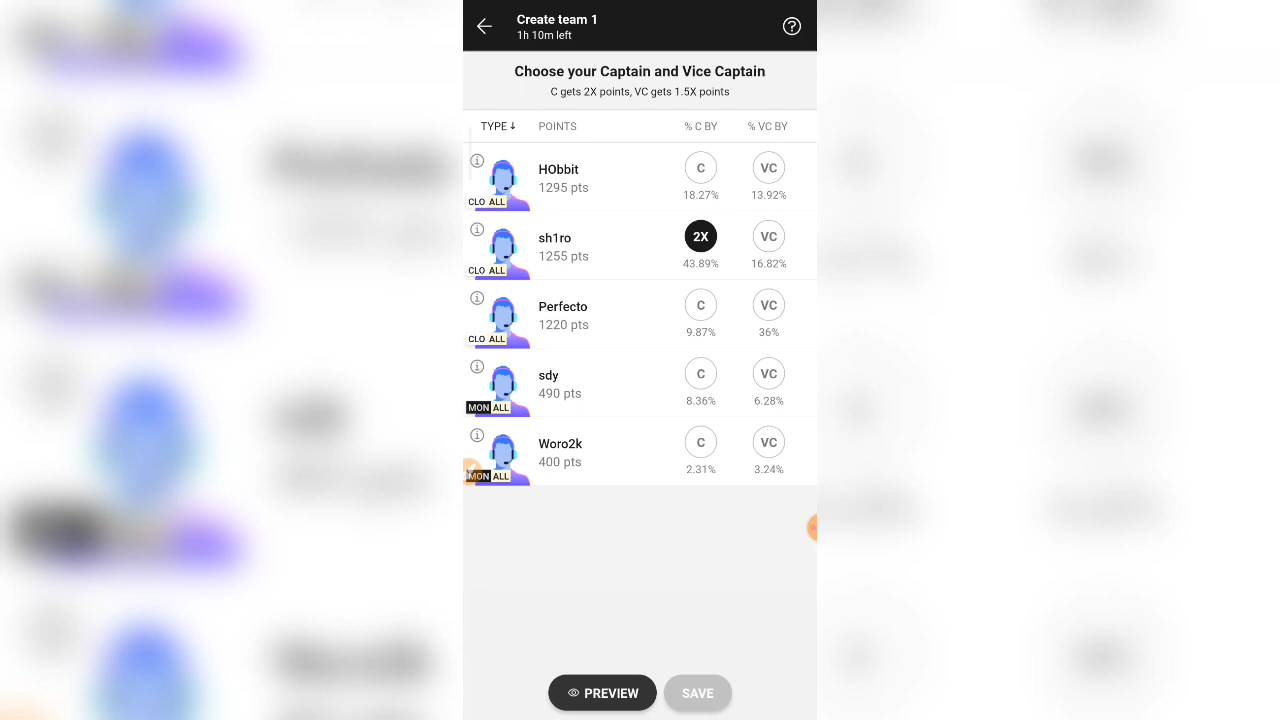 Create team 1
1h 10m left
Choose your Captain and Vice Captain
C gets 2X points, VC gets 1.5X points
TYPE POINTS % C BY % VC BY
HObbit C VC
1295 pts
CLO ALL 18.27% 13.92%
sh1ro 2X VC
1255 pts
CLO ALL 43.89% 16.82%
Perfecto C VC
1220 pts
CLO ALL 9.87% 36%
sdy C VC
490 pts
MON ALL 8.36% 6.28%
Woro2k C VC
400 pts
MON ALL 2.31% 3.24%
PREVIEW SAVE